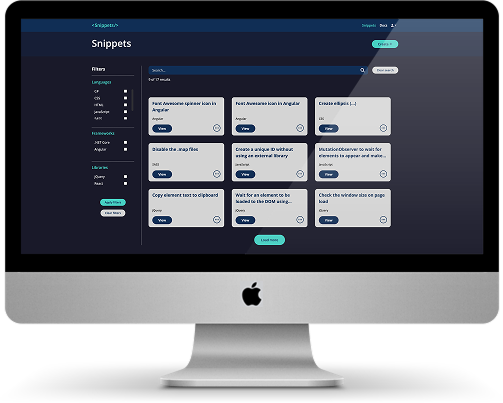 <Snippets/>
Snippets Docs
Snippets
Create +
Filters
Search...
Clear search
9 of 17 results
Languages
C#
CSS
HTML
JavaScript
Frameworks
.NET Core
Angular
Libraries
jQuery
React
Apply filters
Clear filters
Font Awesome spinner icon in
Angular
Angular
View
Font Awesome icon in Angular
Angular
View
Create ellipsis (...)
CSS
View
Disable the .map files
View
Create a unique ID without
using an external library
JavaScript
View
MutationObserver to wait for
elements to appear and make...
JavaScript
View
Copy element text to clipboard
jQuery
View
Wait for an element to be
loaded to the DOM using...
jQuery
View
Check the window size on page
load
jQuery
View
Load more